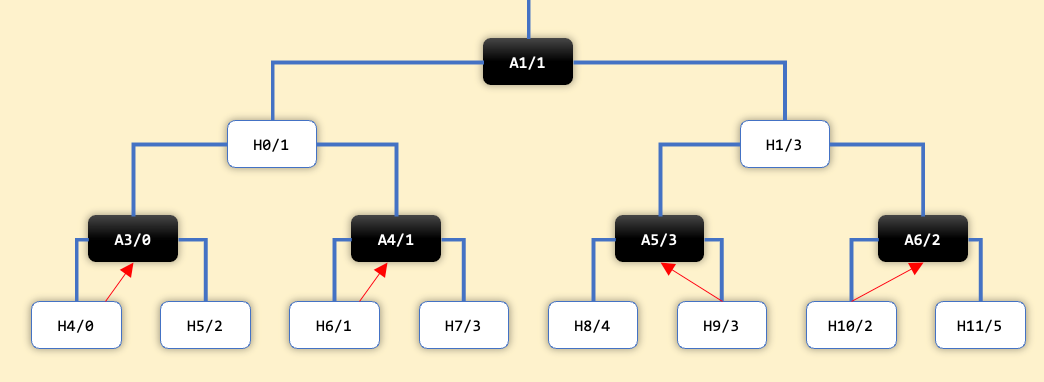 A1/1
H0/1
H1/3
A3/0
A4/1
A5/3
A6/2
H4/0
H5/2
H6/1
H7/3
H8/4
H9/3
H10/2
H11/5